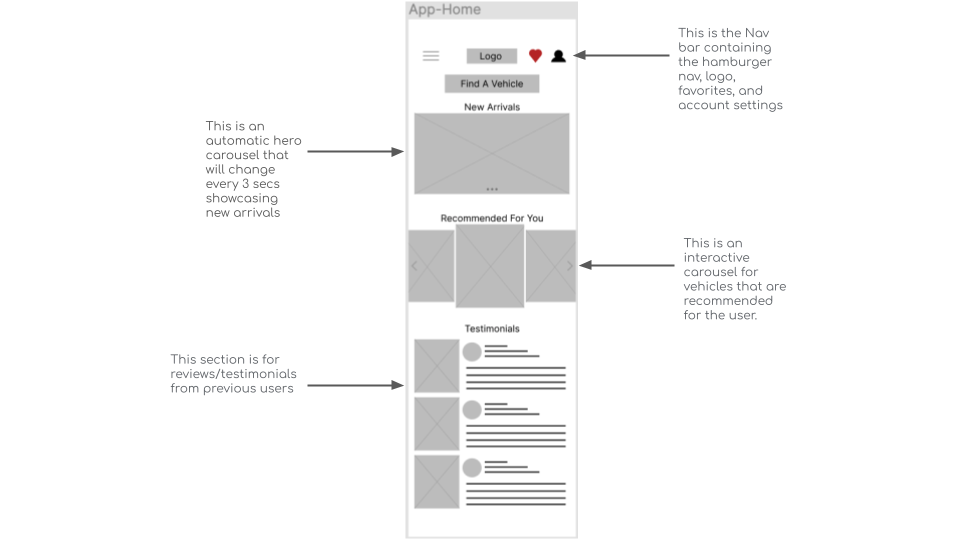 App-Home
This is the Nav
bar containing
the hamburger
nav, logo,
favorites, and
account settings
Logo
Find A Vehicle
New Arrivals
This is an
automatic hero
carousel that
will change
every 3 secs
showcasing
new arrivals
Recommended For You
This is an
interactive
carousel for
vehicles that are
recommended
for the user.
Testimonials
This section is for
reviews/testimonials
from previous users